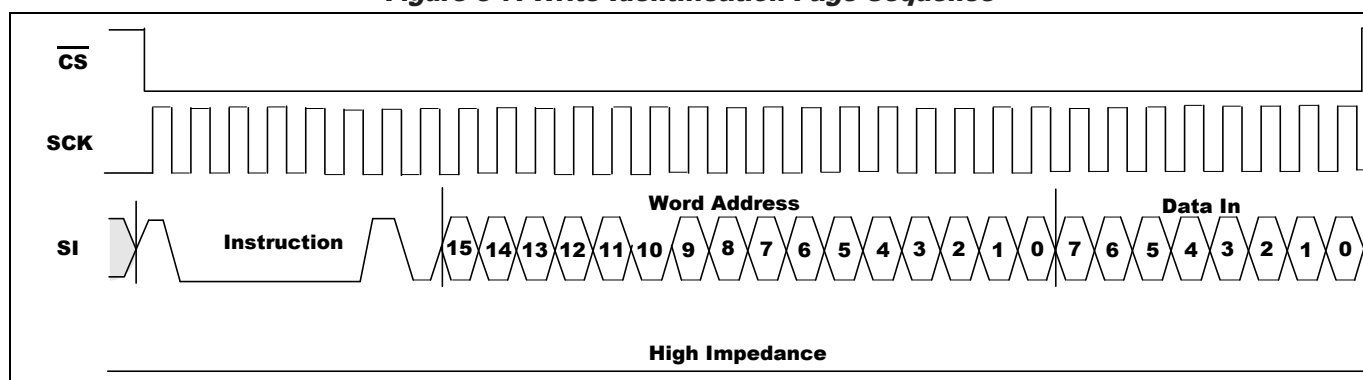 CS
SCK
Word Address
Data In
SI
Instruction
15 14 13 12 11 10 9 8 7 6 5 4 3 2 1 0 7 6 5 4 3 2 1 0
High Impedance